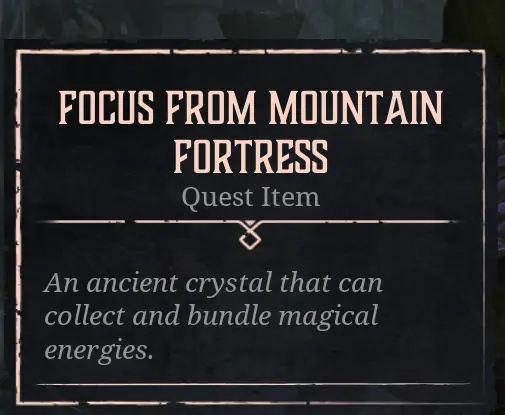 FOCUS FROM MOUNTAIN
FORTRESS
Quest Item
An ancient crystal that can
collect and bundle magical
energies.